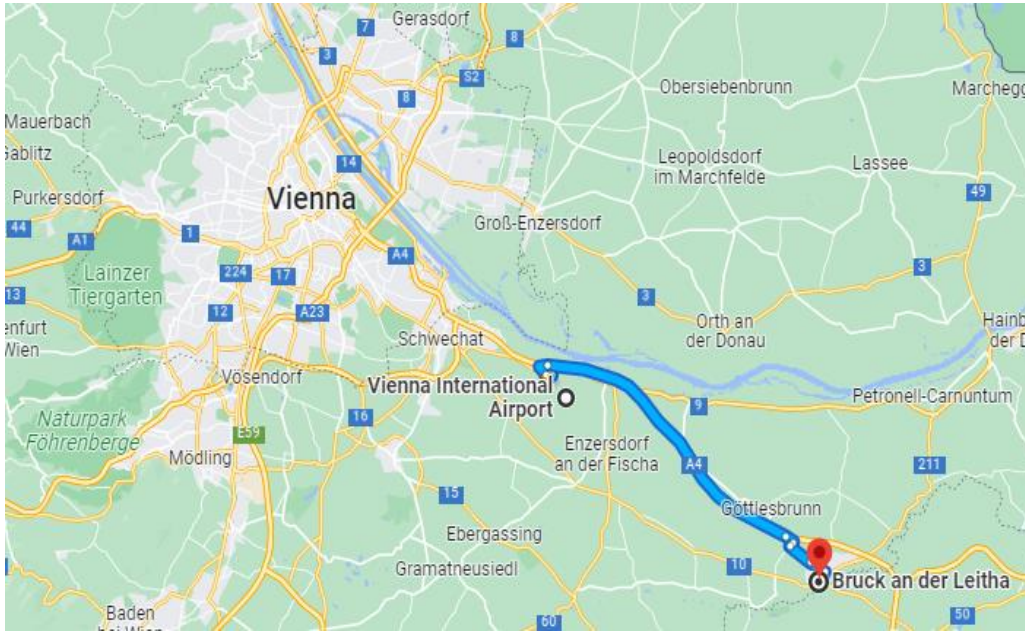 Gerasdorf
7
8
3
S2
Obersiebenbrunn
Marchegg
8
Mauerbach
Gablitz
14
Leopoldsdorf
im Marchfelde
Lassee
Purkersdorf
Vienna
49
44
A1
1
Groß-Enzersdorf
A4
Lainzer
Tiergarten
224
17
3
13
3
12
A23
Orth an
der Donau
Schwechat
Vösendorf
Vienna International
Airport
Petronell-Carnuntum
9
16
Naturpark
Föhrenberge
E59
Enzersdorf
an der Fischa
Mödling
A4
211
15
Göttlesbrunn
Ebergassing
Gramatneusiedl
10
Bruck an der Leitha
Baden
bei Wien
60
50